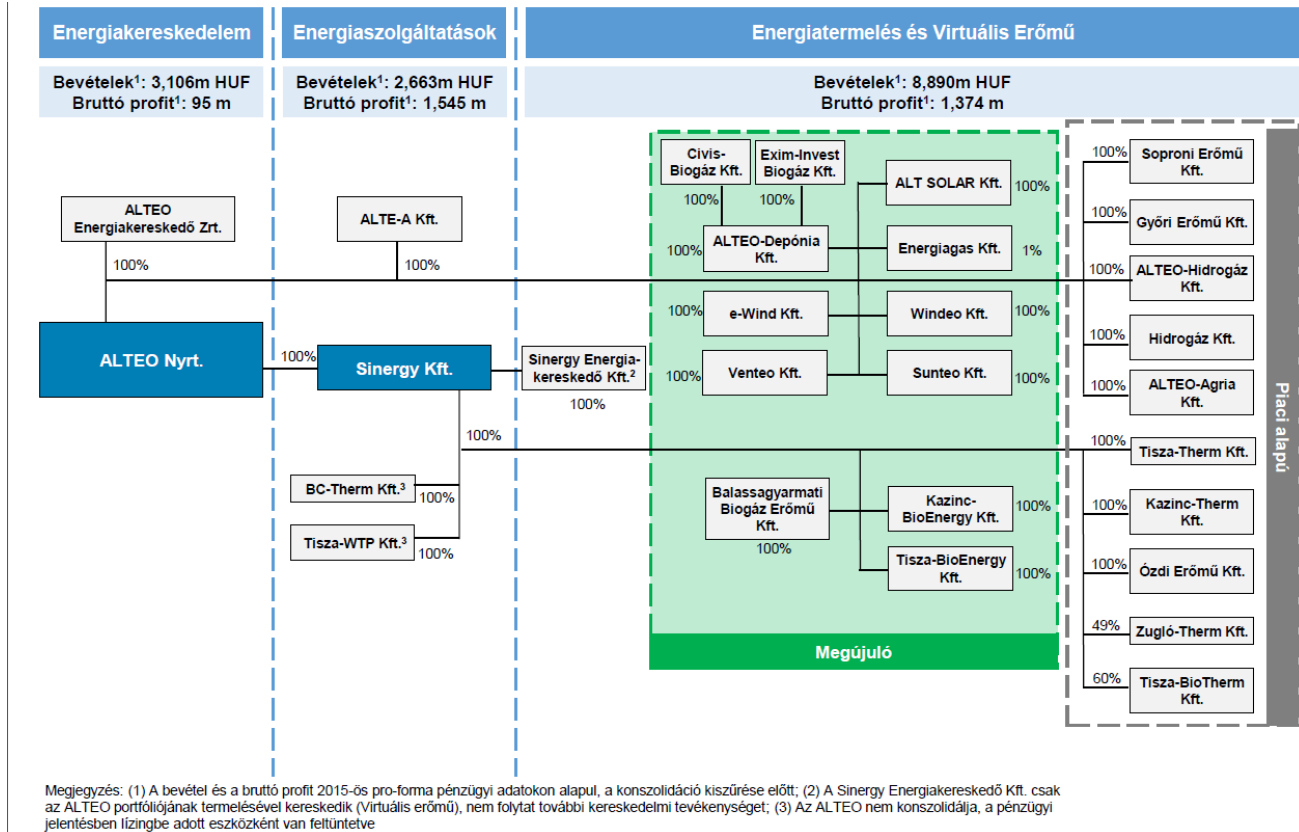 Energiakereskedelem
Energiaszolgáltatások
Energiatermelés és Virtuális Erőmű
Bevételek¹: 3,106m HUF
Bruttó profit¹: 95 m
Bevételek¹: 2,663m HUF
Bruttó profit¹: 1,545 m
Bevételek¹: 8,890m HUF
Bruttó profit¹: 1,374 m
ALTEO
Energiakereskedő Zrt.
100%
ALTE-A Kft.
100%
ALTEO Nyrt.
100%
Sinergy Kft.
Sinergy Energia-
kereskedő Kft.²
100%
100%
BC-Therm Kft.³
100%
Tisza-WTP Kft.³
100%
Civis-
Biogáz Kft.
100%
Exim-Invest
Biogáz Kft.
100%
100%
ALTEO-Depónia
Kft.
ALT SOLAR Kft.
100%
Energiagas Kft.
1%
100%
e-Wind Kft.
Windeo Kft.
100%
100%
Venteo Kft.
Sunteo Kft.
100%
Balassagyarmati
Biogáz Erőmű
Kft.
100%
Kazinc-
BioEnergy Kft.
100%
Tisza-BioEnergy
Kft.
100%
Megújuló
100%
Soproni Erőmű
Kft.
100%
Győri Erőmű Kft.
100%
ALTEO-Hidrogáz
Kft.
100%
Hidrogáz Kft.
100%
ALTEO-Agria
Kft.
100%
Tisza-Therm Kft.
100%
Kazinc-Therm
Kft.
100%
Ózdi Erőmű Kft.
49%
Zugló-Therm Kft.
60%
Tisza-BioTherm
Kft.
Piaci alapú
Megjegyzés: (1) A bevétel és a bruttó profit 2015-ös pro-forma pénzügyi adatokon alapul, a konszolidáció kiszűrése előtt; (2) A Sinergy Energiakereskedő Kft. csak
az ALTEO portfóliójának termelésével kereskedik (Virtuális erőmű), nem folytat további kereskedelmi tevékenységet; (3) Az ALTEO nem konszolidálja, a pénzügyi
jelentésben lízingbe adott eszközként van feltüntetve